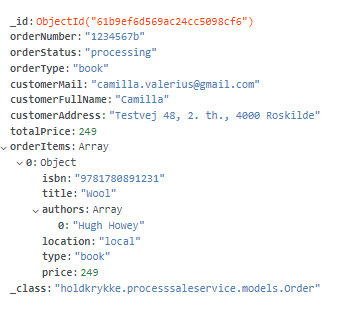 _id: ObjectId("61b9ef6d569ac24cc5098cf6")
orderNumber: "1234567b"
orderStatus: "processing"
orderType: "book"
customerMail: "camilla.valerius@gmail.com"
customerFullName: "Camilla"
customerAddress: "Testvej 48, 2. th., 4000 Roskilde"
totalPrice: 249
orderItems: Array
0: Object
isbn: "9781780891231"
title: "Wool"
authors: Array
0: "Hugh Howey"
location: "local"
type: "book"
price: 249
_class: "holdkrykke.processsaleservice.models.Order"